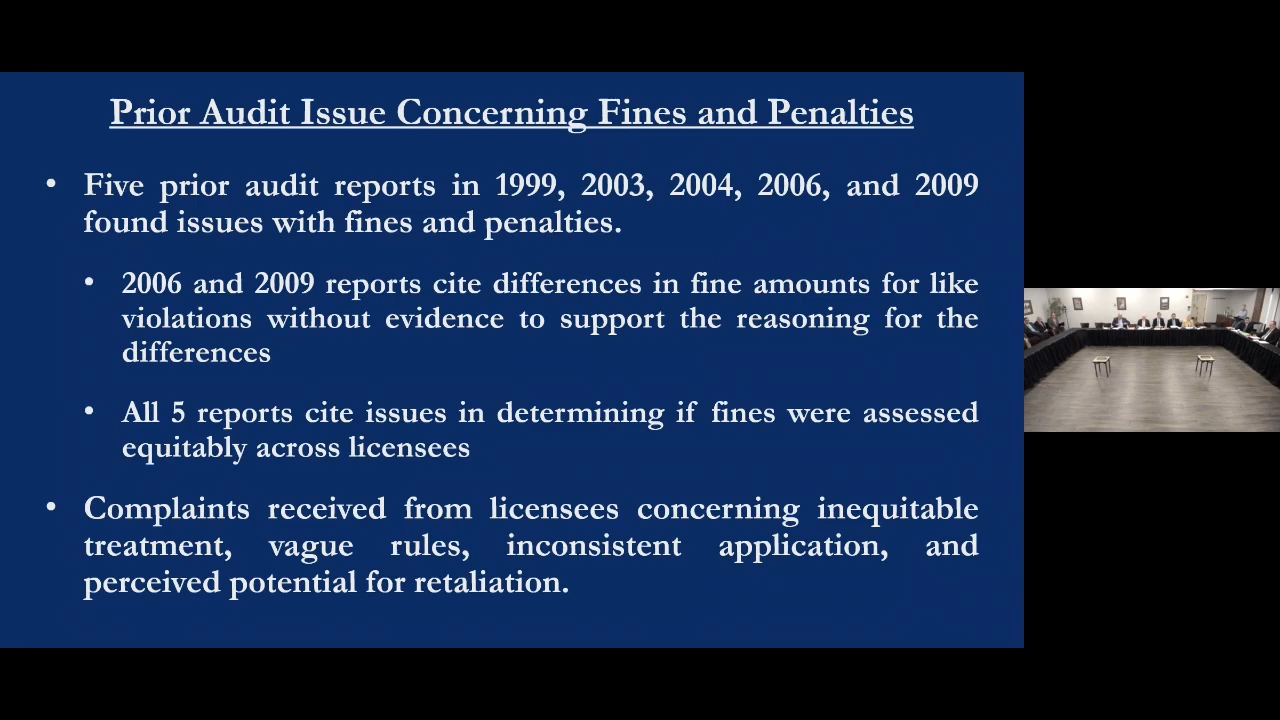 Prior Audit Issue Concerning Fines and Penalties
• Five prior audit reports in 1999, 2003, 2004, 2006, and 2009
found issues with fines and penalties.
• 2006 and 2009 reports cite differences in fine amounts for like
violations without evidence to support the reasoning for the
differences
• All 5 reports cite issues in determining if fines were assessed
equitably across licensees
• Complaints received from licensees concerning inequitable
treatment, vague rules, inconsistent application, and
perceived potential for retaliation.